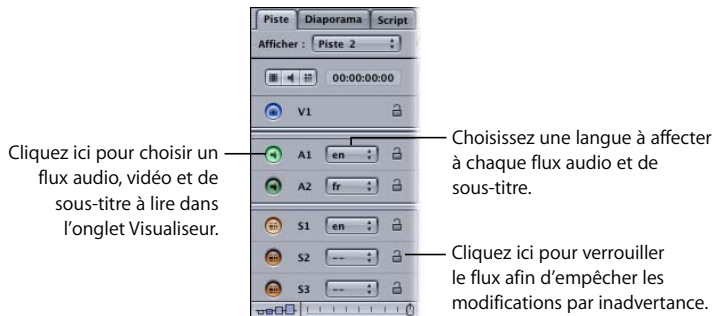 Piste Diaporama Script
Afficher : Piste 2
00:00:00:00
V1
Cliquez ici pour choisir un
flux audio, vidéo et de
sous-titre à lire dans
l'onglet Visualiseur.
A1 en
A2 fr
S1 en
S2 --
S3 --
Choisissez une langue à affecter
à chaque flux audio et de
sous-titre.
Cliquez ici pour verrouiller
le flux afin d'empêcher les
modifications par inadvertance.